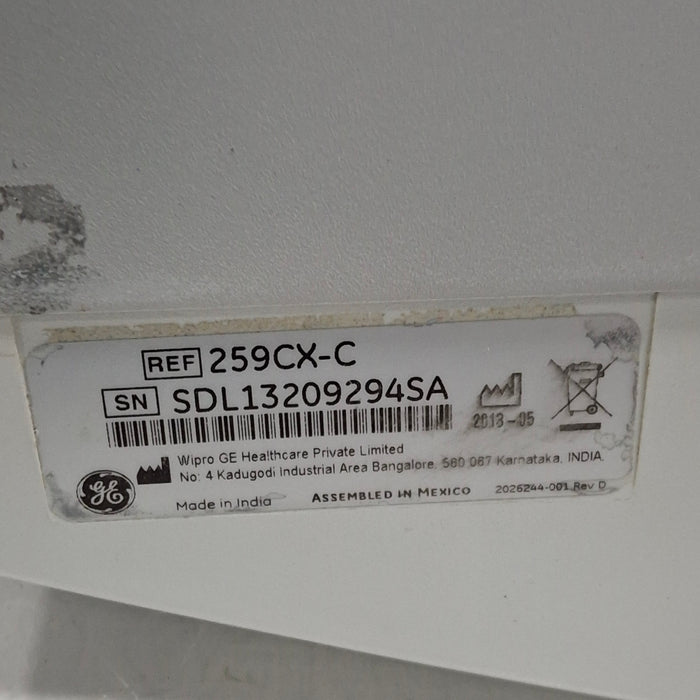 REF 259CX-C
SN SDL13209294SA
2013-05
Wipro GE Healthcare Private Limited
No: 4 Kadugodi Industrial Area Bangalore, 560 067 Karnataka, INDIA.
GE
Made in India ASSEMBLED IN MEXICO 2026244-001 Rev D